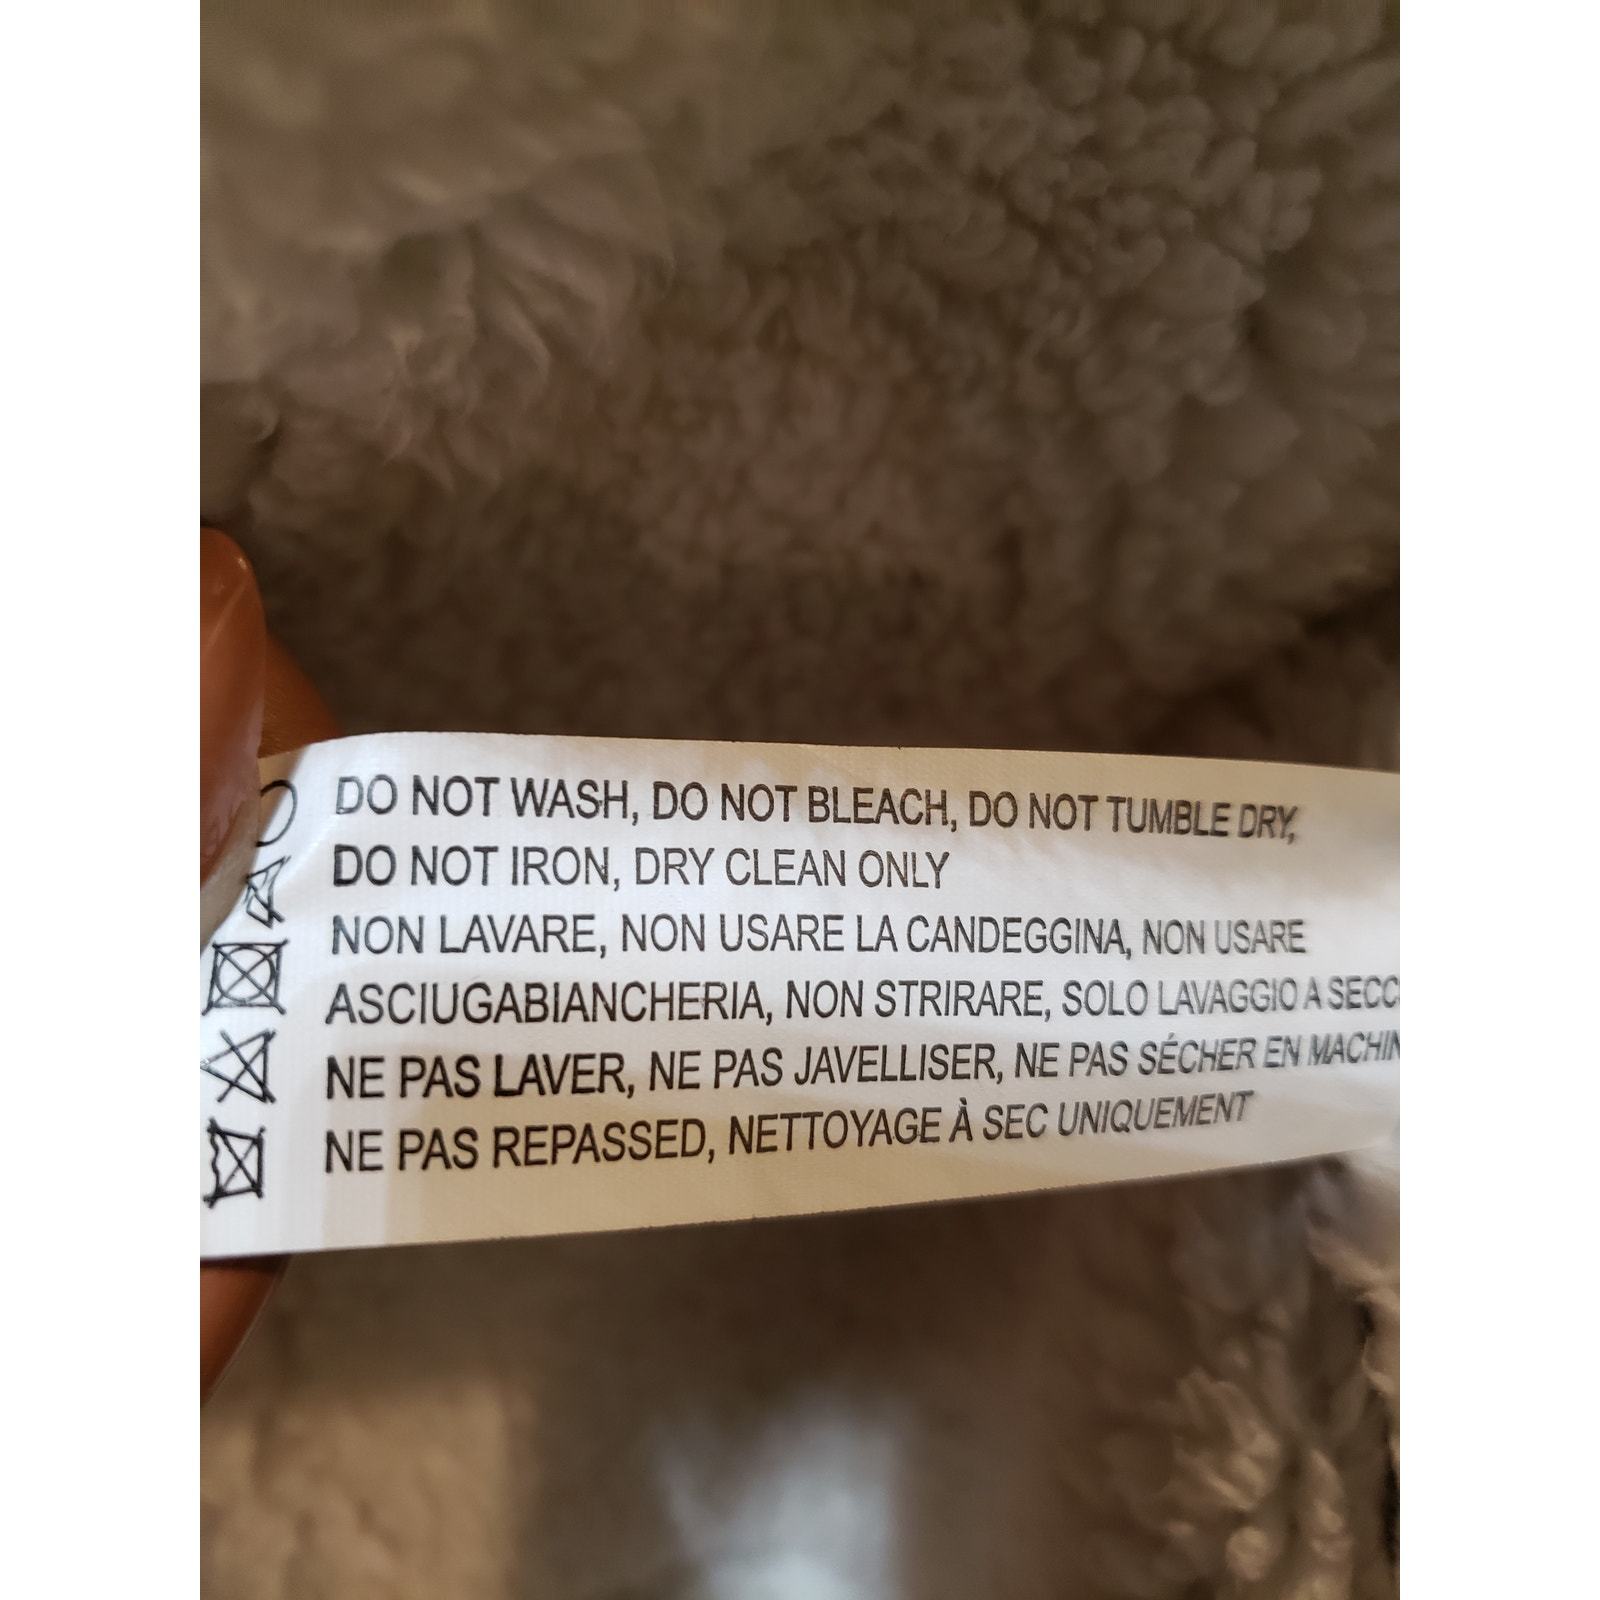 DO NOT WASH, DO NOT BLEACH, DO NOT TUMBLE DRY,
DO NOT IRON, DRY CLEAN ONLY
NON LAVARE, NON USARE LA CANDEGGINA, NON USARE
ASCIUGABIANCHERIA, NON STRIRARE, SOLO LAVAGGIO A
NE PAS LAVER, NE PAS JAVELLISER, NE PAS SÉCHER EN
NE PAS REPASSED, NETTOYAGE À SEC UNIQUEMENT